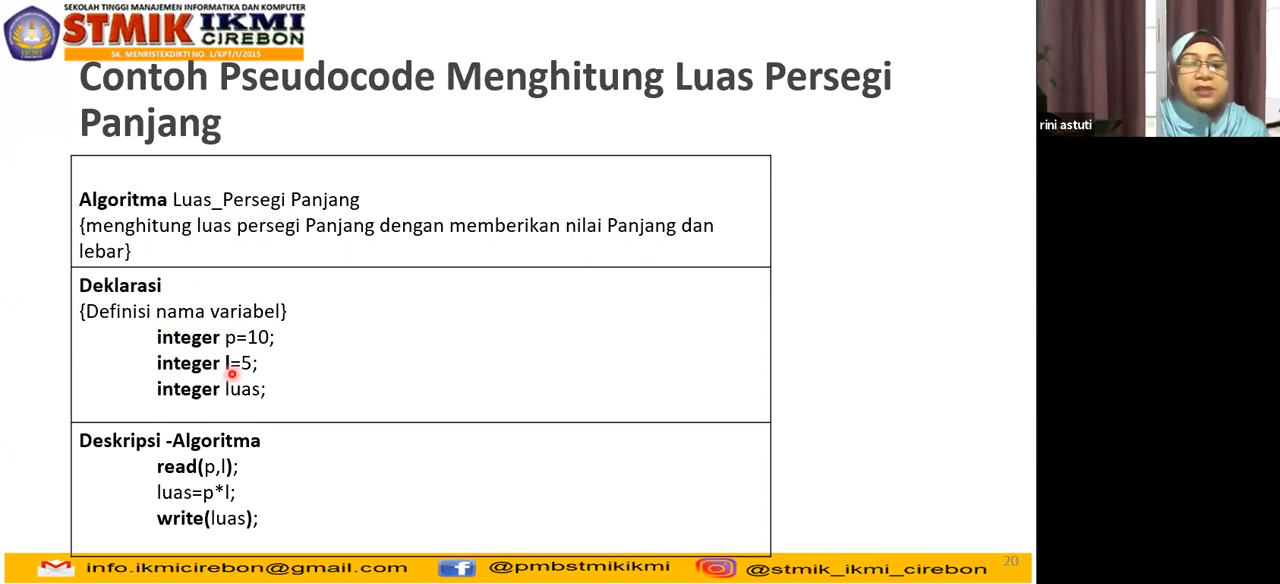 SEKOLAH TINGGI MANAJEMEN INFORMATIKA DAN KOMPUTER
STMIK IKMI
CIREBON
SK. MENRISTEKDIKTI NO. 1/KPT/I/2015
Contoh Pseudocode Menghitung Luas Persegi
Panjang
rini astuti
Algoritma Luas_Persegi Panjang
{menghitung luas persegi Panjang dengan memberikan nilai Panjang dan
lebar}
Deklarasi
{Definisi nama variabel}
integer p=10;
integer l=5;
integer luas;
Deskripsi -Algoritma
read(p,l);
luas=p*l;
write(luas);
info.ikmicirebon@gmail.com @pmbstmikikmi @stmik_ikmi_cirebon 20